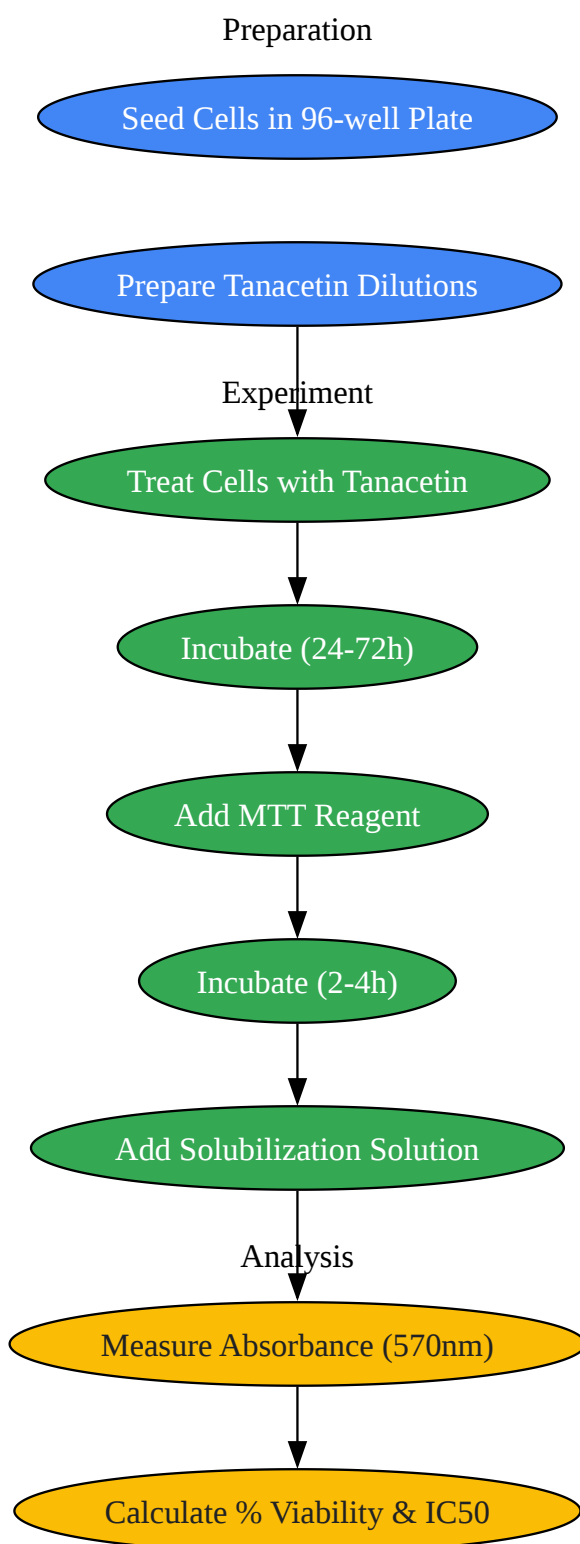 Preparation
Seed Cells in 96-well Plate
Prepare Tanacetin Dilutions
Experiment
Treat Cells with Tanacetin
Incubate (24-72h)
Add MTT Reagent
Incubate (2-4h)
Add Solubilization Solution
Analysis
Measure Absorbance (570nm)
Calculate % Viability & IC50